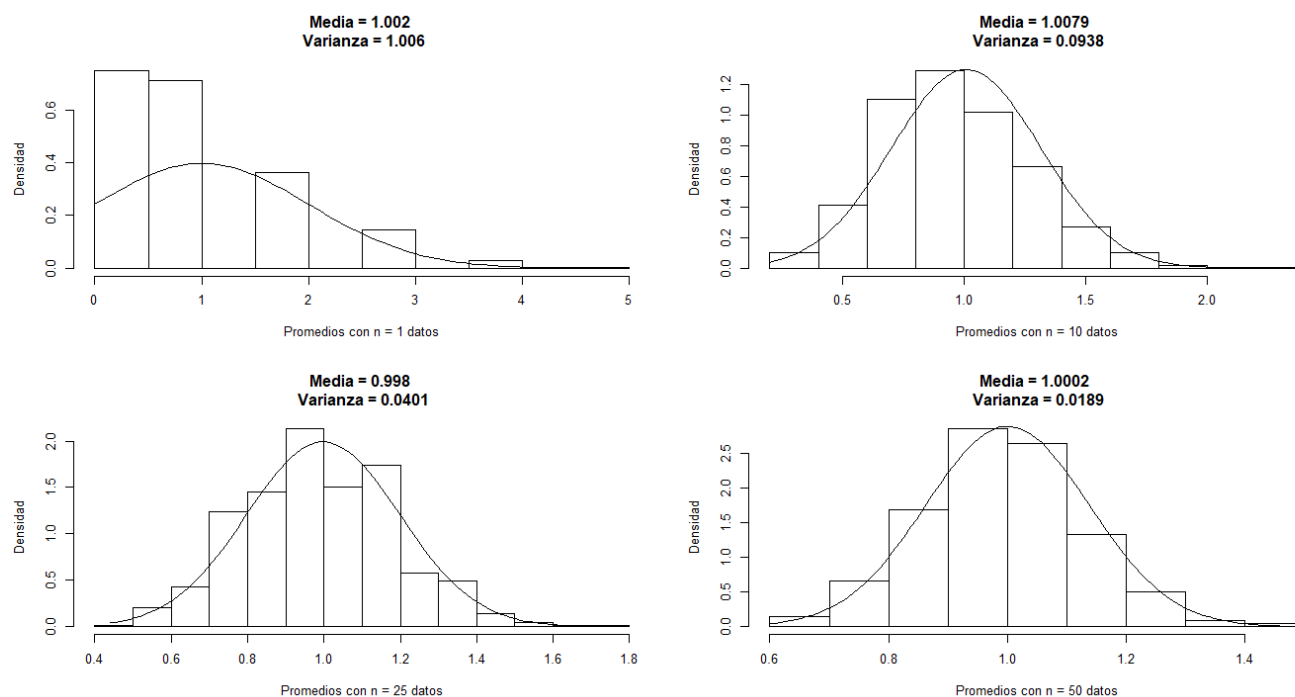 Media = 1.002
Varianza = 1.006
Densidad
0.0 0.2 0.4 0.6
0 1 2 3 4 5
Promedios con n = 1 datos
Media = 1.0079
Varianza = 0.0938
Densidad
0.0 0.2 0.4 0.6 0.8 1.0 1.2
0.5 1.0 1.5 2.0
Promedios con n = 10 datos
Media = 0.998
Varianza = 0.0401
Densidad
0.0 0.5 1.0 1.5 2.0
0.4 0.6 0.8 1.0 1.2 1.4 1.6 1.8
Promedios con n = 25 datos
Media = 1.0002
Varianza = 0.0189
Densidad
0.0 0.5 1.0 1.5 2.0 2.5
0.6 0.8 1.0 1.2 1.4
Promedios con n = 50 datos